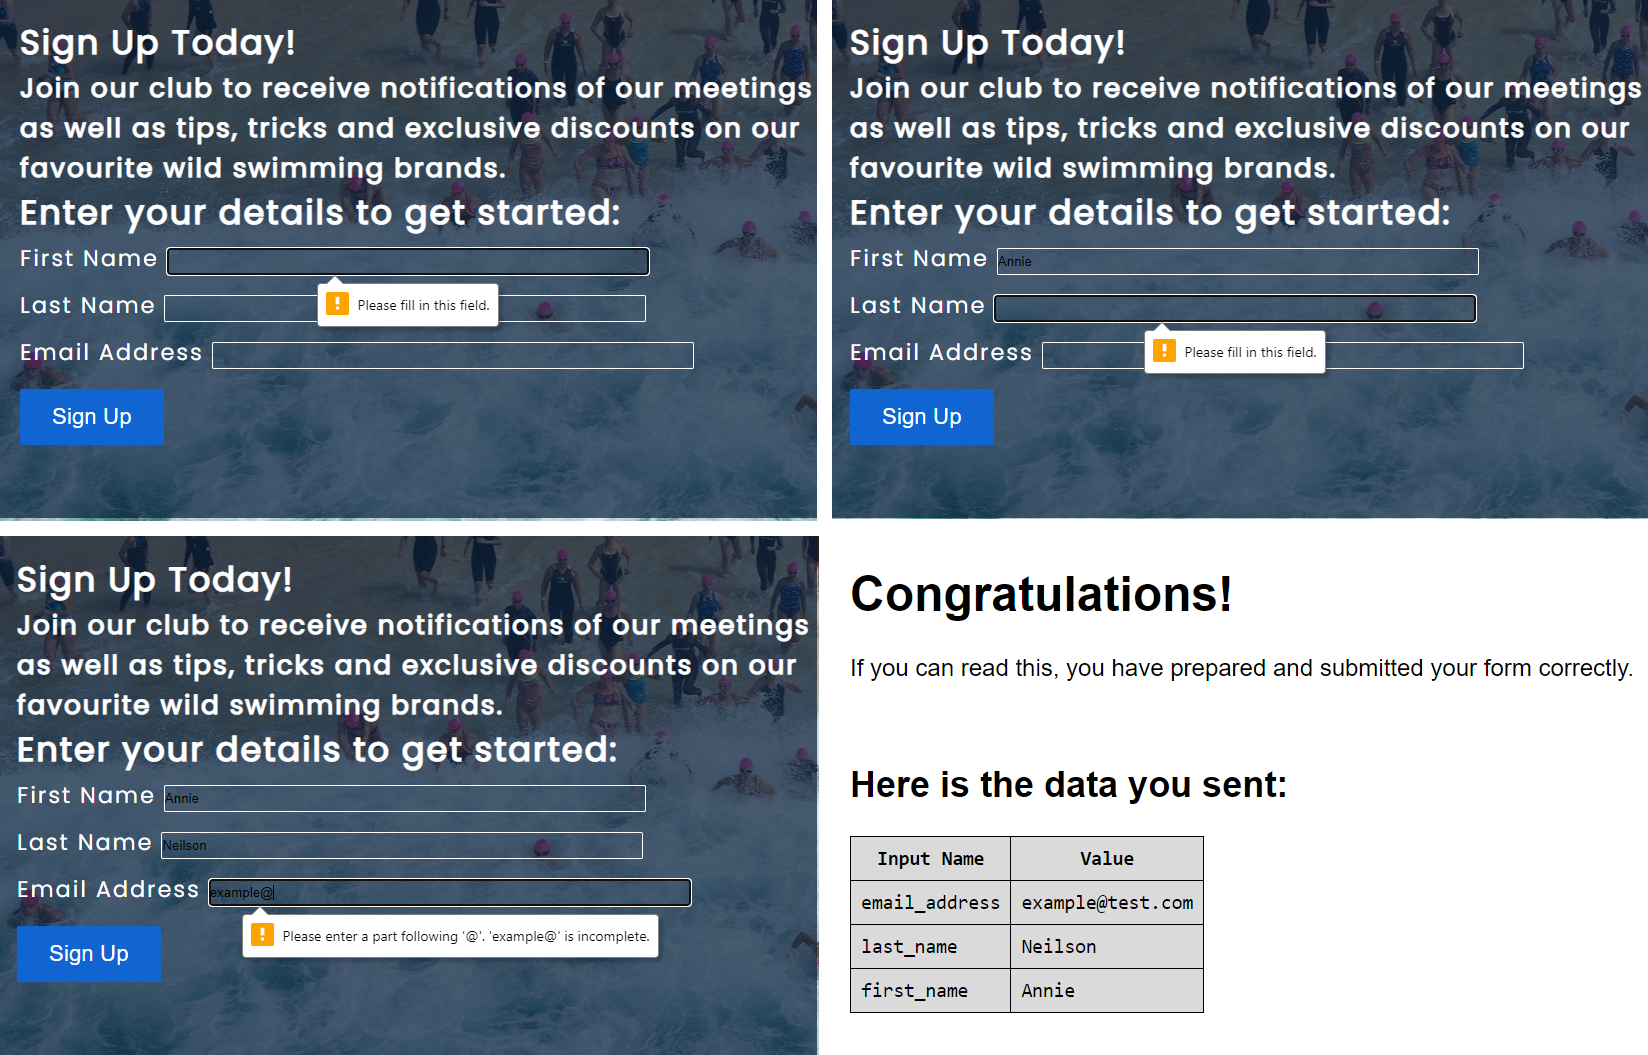 Sign Up Today!
Join our club to receive notifications of our meetings
as well as tips, tricks and exclusive discounts on our
favourite wild swimming brands.
Enter your details to get started:
First Name
Please fill in this field.
Last Name
Email Address
Sign Up
Sign Up Today!
Join our club to receive notifications of our meetings
as well as tips, tricks and exclusive discounts on our
favourite wild swimming brands.
Enter your details to get started:
First Name Annie
Last Name
Please fill in this field.
Email Address
Sign Up
Sign Up Today!
Join our club to receive notifications of our meetings
as well as tips, tricks and exclusive discounts on our
favourite wild swimming brands.
Enter your details to get started:
First Name Annie
Last Name Neilson
Email Address example@
Please enter a part following '@'. 'example@' is incomplete.
Sign Up
Congratulations!
If you can read this, you have prepared and submitted your form correctly.
Here is the data you sent:
Input Name Value
email_address example@test.com
last_name Neilson
first_name Annie